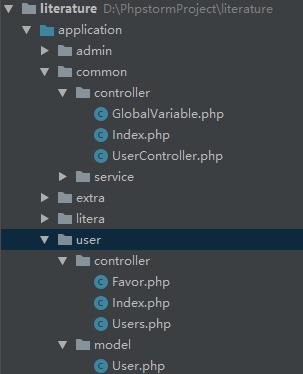 literature D:\PhpstormProject\literature
application
admin
common
controller
GlobalVariable.php
Index.php
UserController.php
service
extra
litera
user
controller
Favor.php
Index.php
Users.php
model
User.php